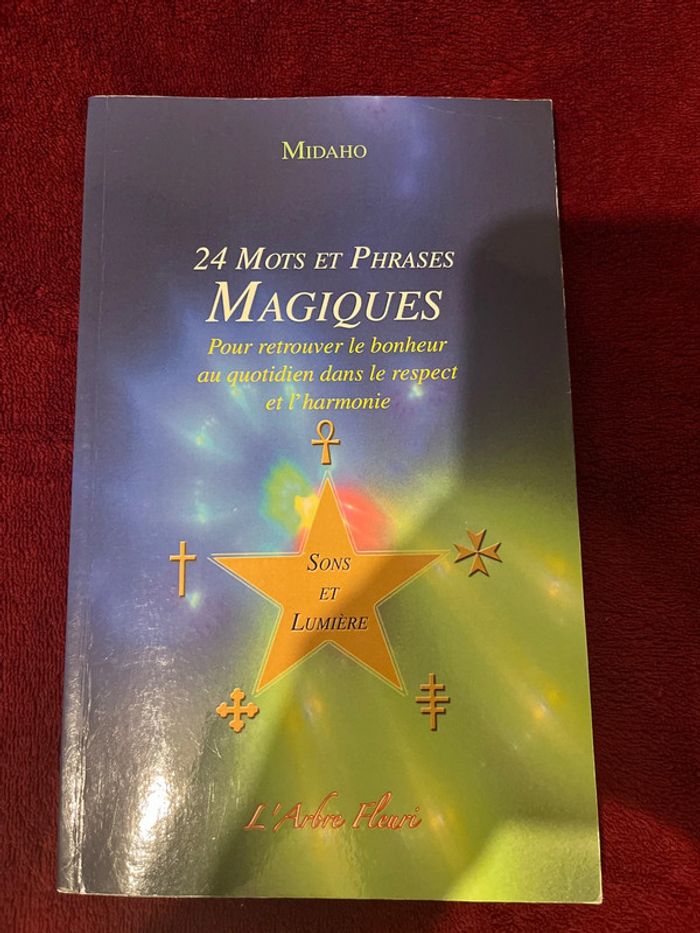 MIDAHO
24 MOTS ET PHRASES
MAGIQUES
Pour retrouver le bonheur
au quotidien dans le respect
et l'harmonie
SONS
ET
LUMIÈRE
L'Arbre Fleuri